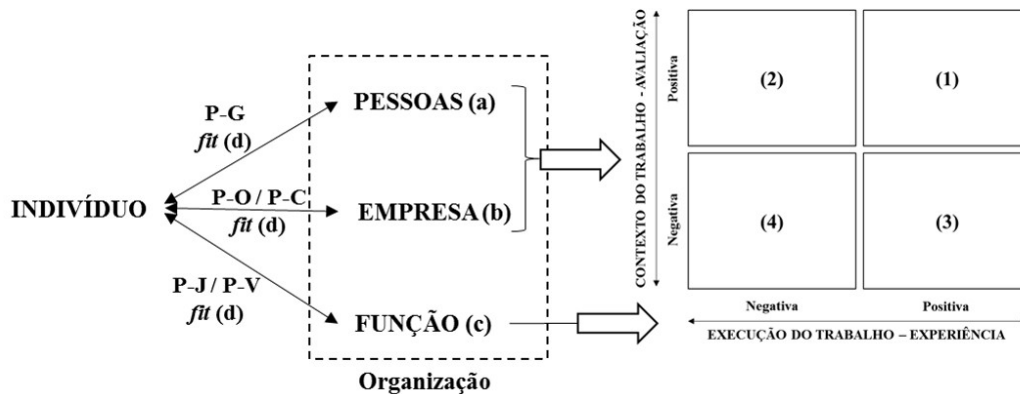 P-G
fit (d)
INDIVÍDUO
P-O / P-C
fit (d)
P-J / P-V
fit (d)
PESSOAS (a)
EMPRESA (b)
FUNÇÃO (c)
Organização
CONTEXTO DO TRABALHO - AVALIAÇÃO
Positiva
Negativa
(2)
(1)
(4)
(3)
Negativa
Positiva
EXECUÇÃO DO TRABALHO – EXPERIÊNCIA